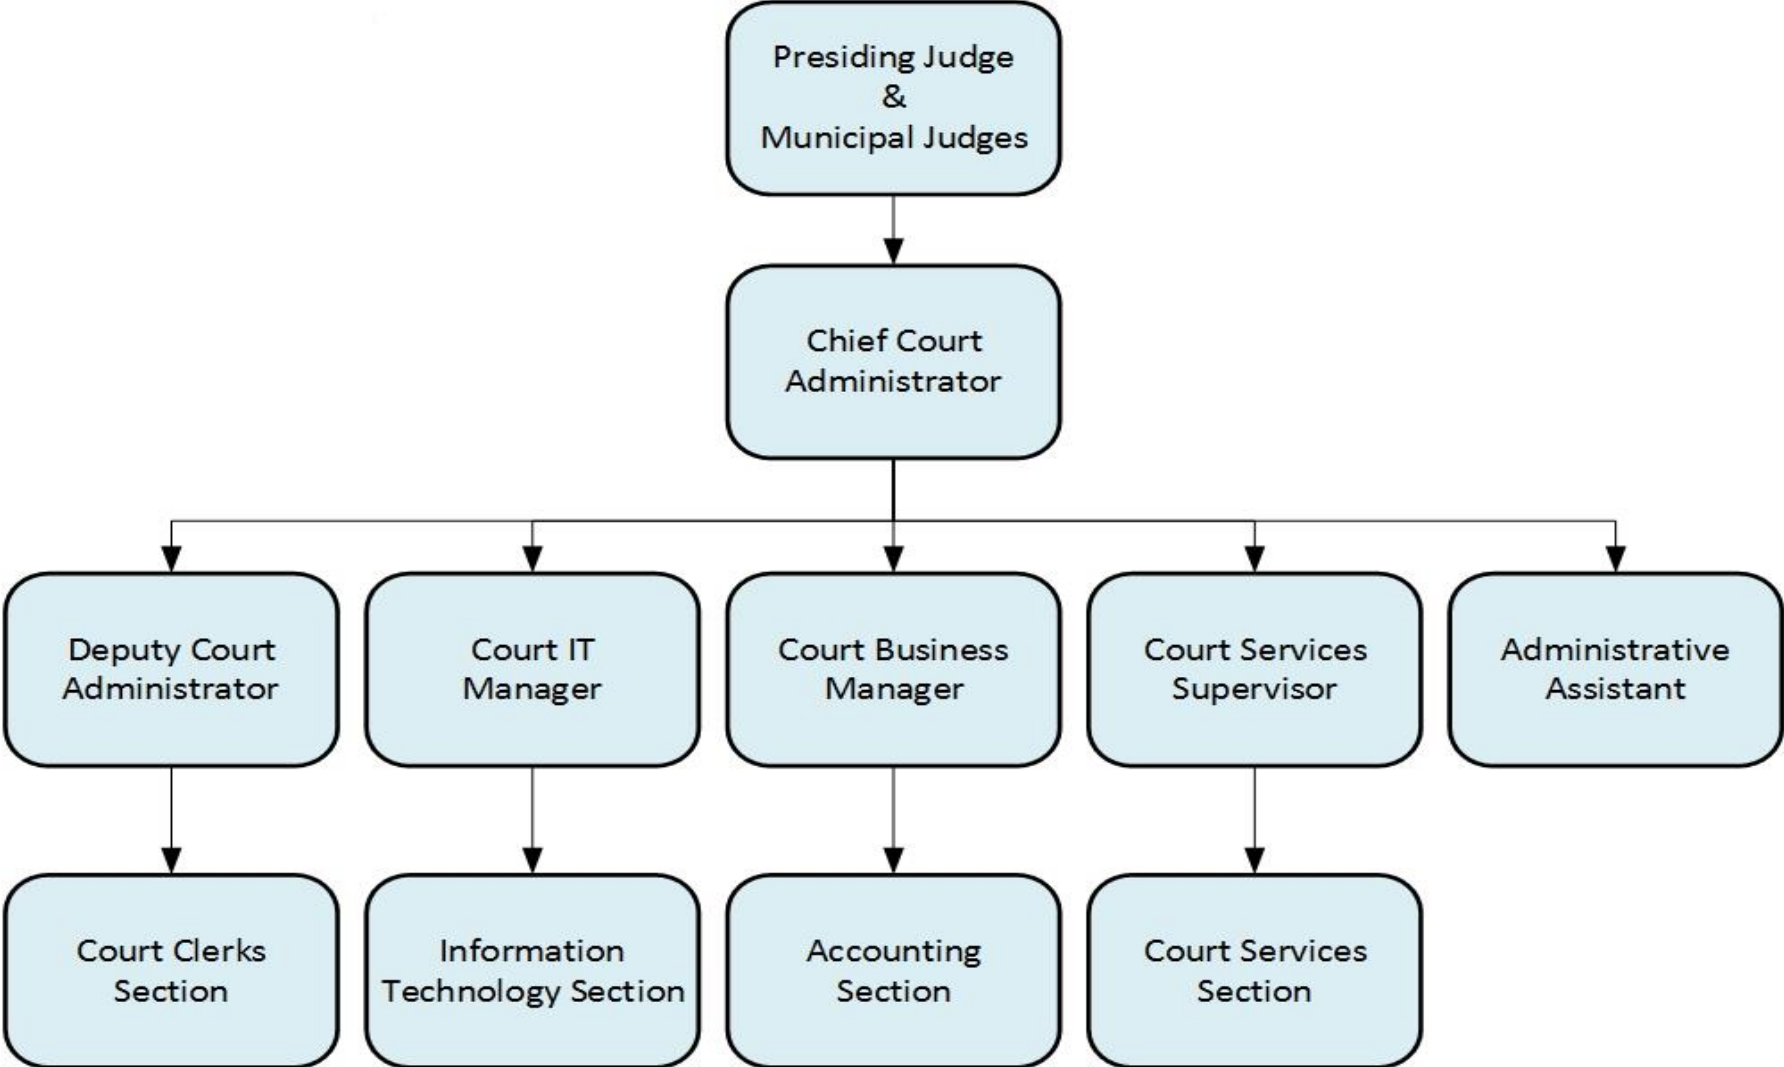 Presiding Judge
&
Municipal Judges
Chief Court
Administrator
Deputy Court
Administrator
Court IT
Manager
Court Business
Manager
Court Services
Supervisor
Administrative
Assistant
Court Clerks
Section
Information
Technology Section
Accounting
Section
Court Services
Section